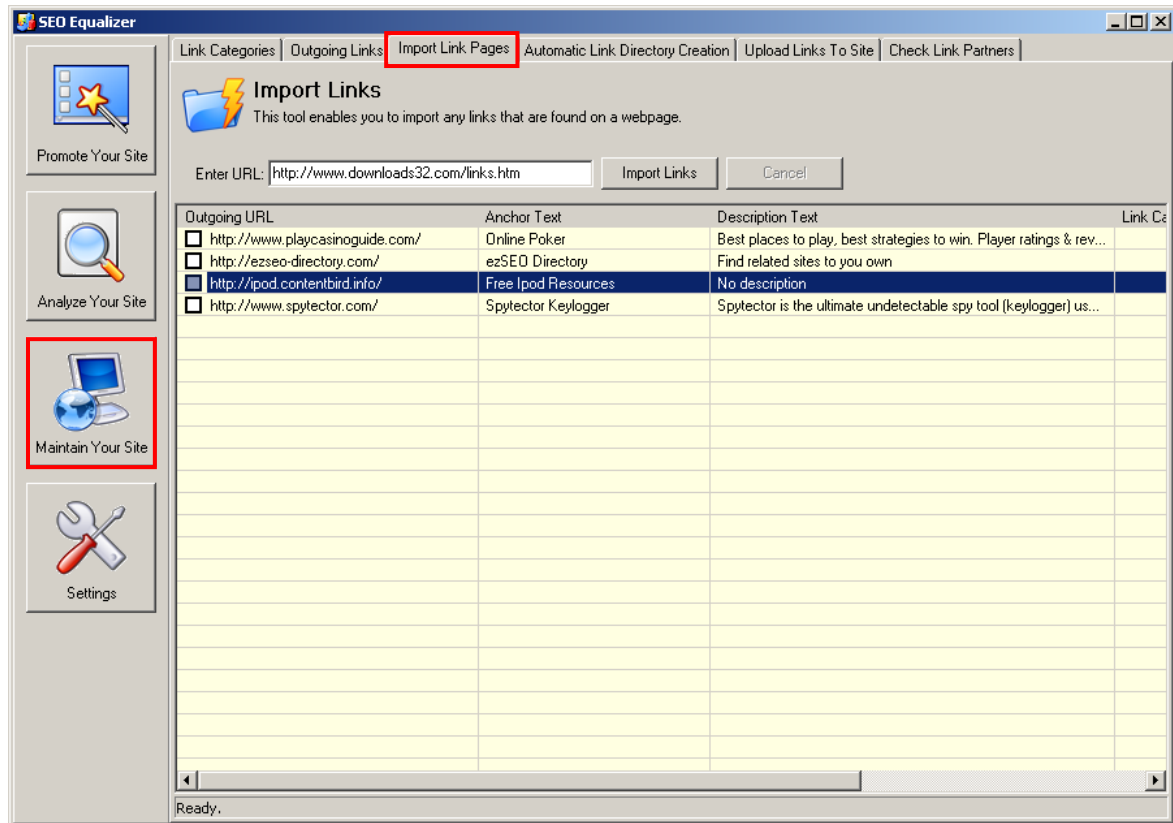 SEO Equalizer
Link Categories Outgoing Links Import Link Pages Automatic Link Directory Creation Upload Links To Site Check Link Partners
Import Links
This tool enables you to import any links that are found on a webpage.
Promote Your Site
Enter URL: http://www.downloads32.com/links.htm Import Links Cancel
Outgoing URL Anchor Text Description Text Link Ca
http://www.playcasinoguide.com/ Online Poker Best places to play, best strategies to win. Player ratings & rev...
http://ezseo-directory.com/ ezSEO Directory Find related sites to you own
http://ipod.contentbird.info/ Free Ipod Resources No description
http://www.spytector.com/ Spytector Keylogger Spytector is the ultimate undetectable spy tool (keylogger) us...
Analyze Your Site
Maintain Your Site
Settings
Ready.